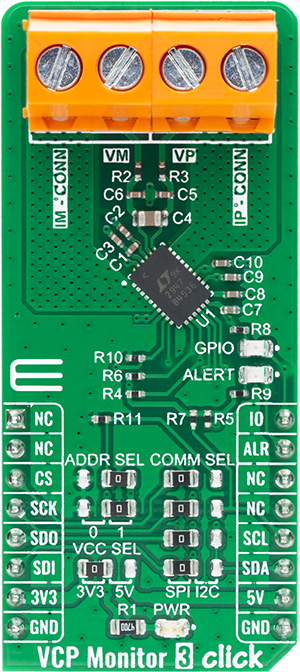 IM - CONN
VM
VP
IP - CONN
R2 R3
C6 C5
C2 C4
C3
C1
U1
C10
C9
C8
C7
R8
GPIO
R10
R6
R4
ALERT
R9
R11 R7 R5
NC IO
NC ALR
CS NC
SCK NC
SDO SCL
SDI SDA
3V3 5V
GND GND
ADDR SEL COMM SEL
0 1
VCC SEL
3V3 5V SPI I2C
R1 PWR
VCP Monitor 3 click